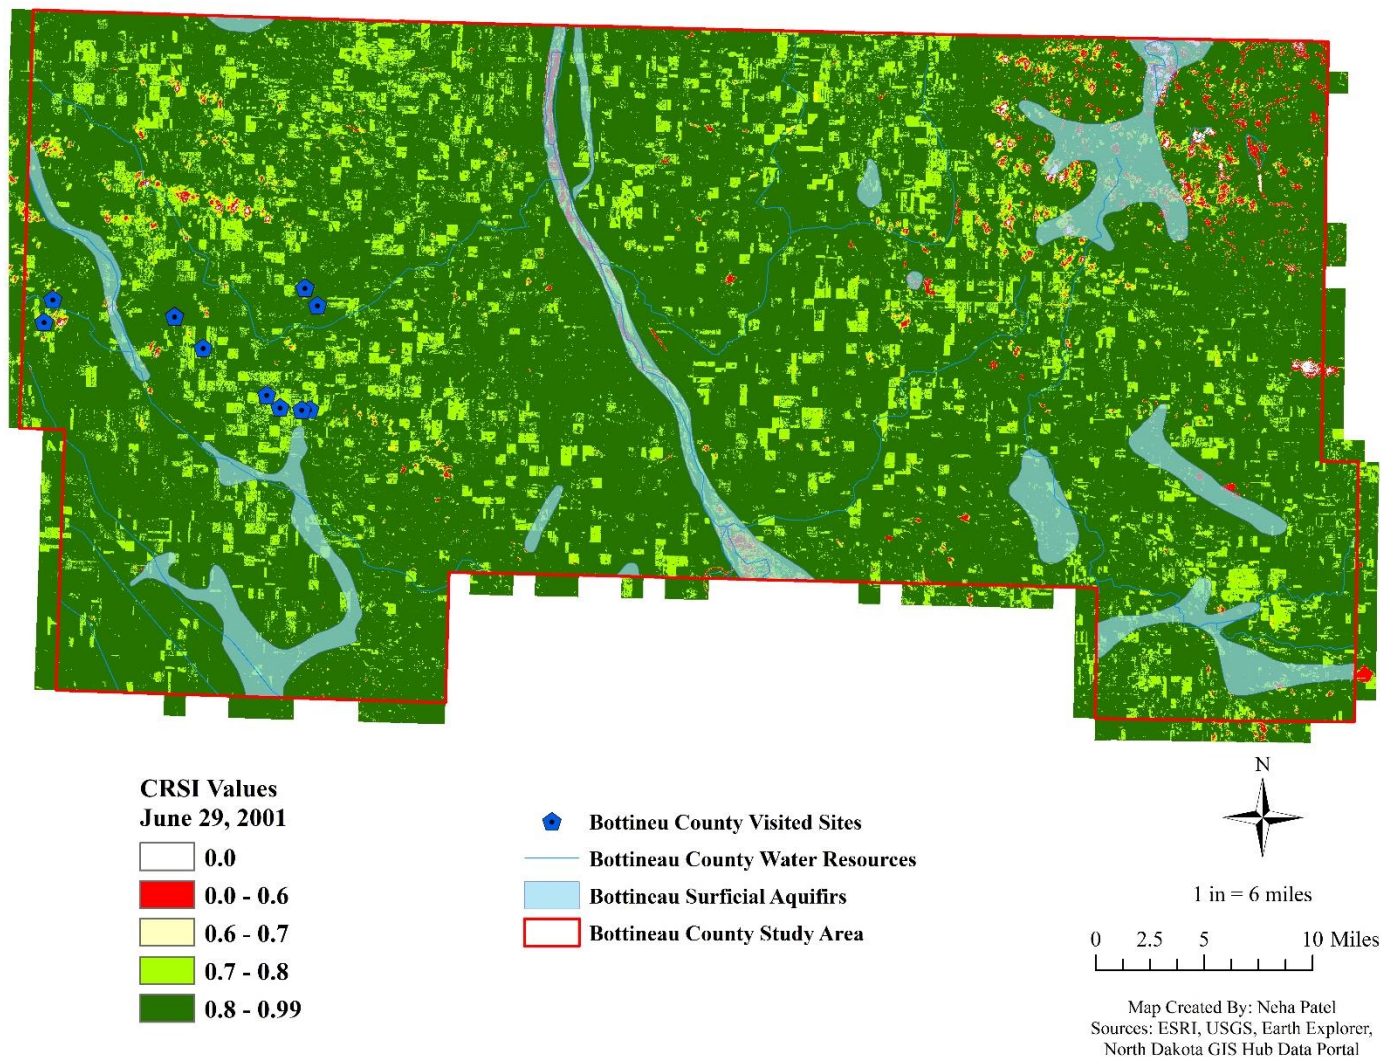 CRSI Values
June 29, 2001
0.0
0.0 - 0.6
0.6 - 0.7
0.7 - 0.8
0.8 - 0.99
Bottineu County Visited Sites
Bottineau County Water Resources
Bottineau Surficial Aquifirs
Bottineau County Study Area
N
1 in = 6 miles
0 2.5 5 10 Miles
Map Created By: Neha Patel
Sources: ESRI, USGS, Earth Explorer,
North Dakota GIS Hub Data Portal